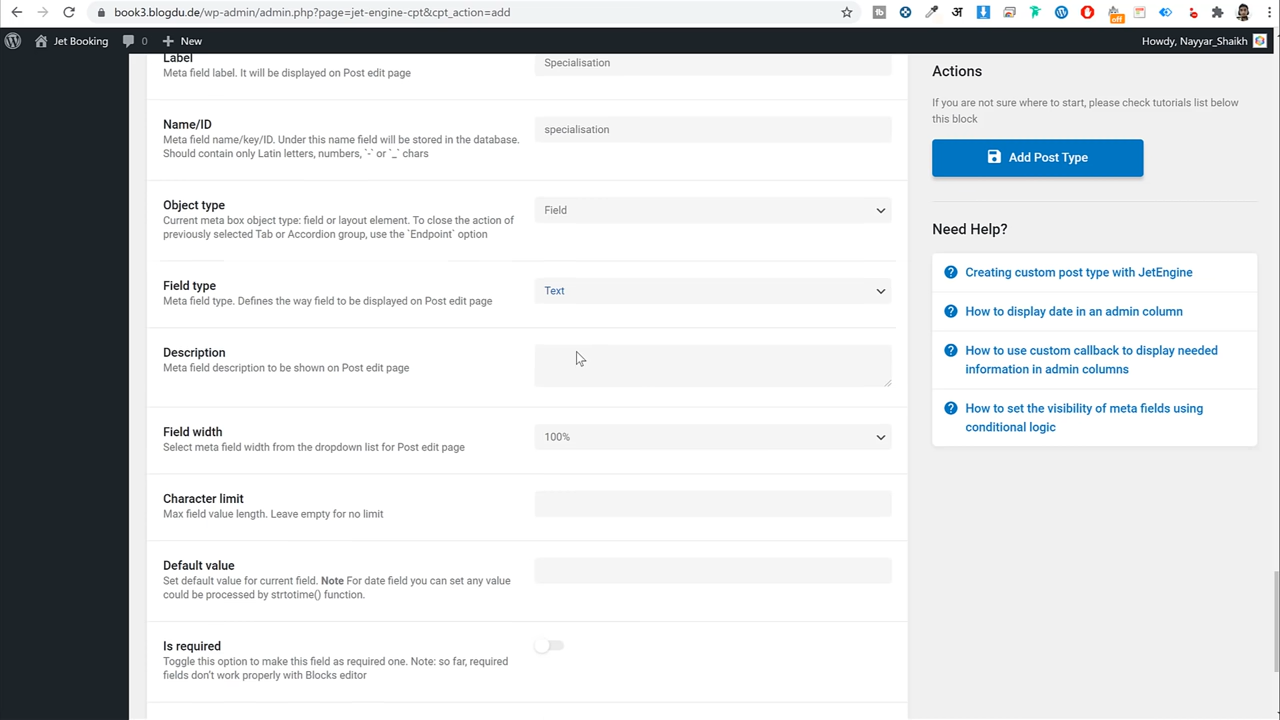 book3.blogdu.de/wp-admin/admin.php?page=jet-engine-cpt&cpt_action=add
off
Jet Booking
0
New
Howdy, Nayyar_Shaikh
Label
Meta field label. It will be displayed on Post edit page
Specialisation
Name/ID
Meta field name/key/ID. Under this name field will be stored in the database.
Should contain only Latin letters, numbers, `-` or `_` chars
specialisation
Object type
Current meta box object type: field or layout element. To close the action of
previously selected Tab or Accordion group, use the `Endpoint` option
Field
Field type
Meta field type. Defines the way field to be displayed on Post edit page
Text
Description
Meta field description to be shown on Post edit page
Field width
Select meta field width from the dropdown list for Post edit page
100%
Character limit
Max field value length. Leave empty for no limit
Default value
Set default value for current field. Note For date field you can set any value
could be processed by strtotime() function.
Is required
Toggle this option to make this field as required one. Note: so far, required
fields don't work properly with Blocks editor
Actions
If you are not sure where to start, please check tutorials list below
this block
Add Post Type
Need Help?
Creating custom post type with JetEngine
How to display date in an admin column
How to use custom callback to display needed
information in admin columns
How to set the visibility of meta fields using
conditional logic